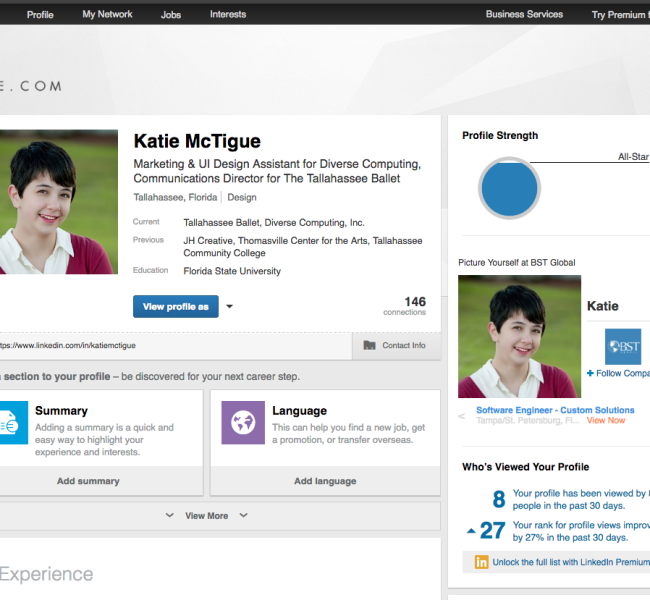 Profile My Network Jobs Interests Business Services Try Premium f
E.COM
Katie McTigue
Marketing & UI Design Assistant for Diverse Computing,
Communications Director for The Tallahassee Ballet
Tallahassee, Florida | Design
Current Tallahassee Ballet, Diverse Computing, Inc.
Previous JH Creative, Thomasville Center for the Arts, Tallahassee
Community College
Education Florida State University
View profile as
146
connections
tps://www.linkedin.com/in/katiemctigue
Contact Info
a section to your profile – be discovered for your next career step.
Summary
Adding a summary is a quick and
easy way to highlight your
experience and interests.
Add summary
Language
This can help you find a new job, get
a promotion, or transfer overseas.
Add language
View More
Experience
Profile Strength
All-Star
Picture Yourself at BST Global
Katie
BST
Follow Compa
Software Engineer - Custom Solutions
Tampa/St. Petersburg, Fl... View Now
Who's Viewed Your Profile
8 Your profile has been viewed by 8
people in the past 30 days.
27 Your rank for profile views improv
by 27% in the past 30 days.
in Unlock the full list with LinkedIn Premium